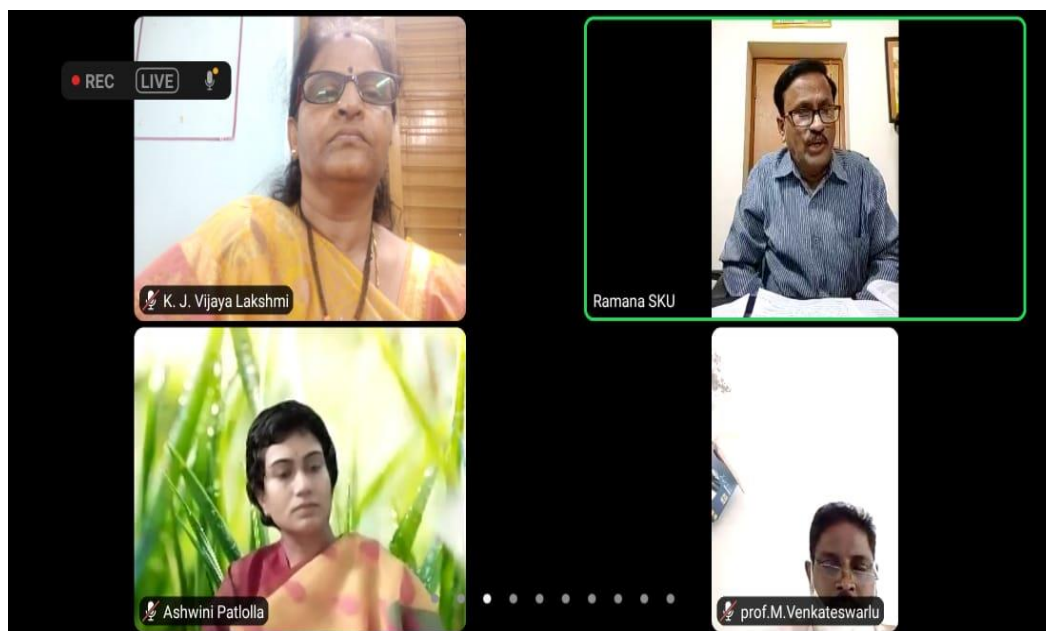 REC LIVE
K. J. Vijaya Lakshmi
Ramana SKU
Ashwini Patlolla
prof.M.Venkateswarlu